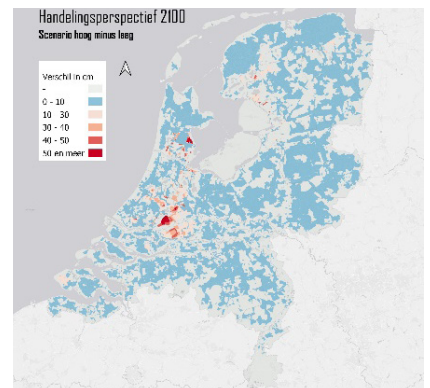 Handelingsperspectief 2100
Scenario hoog minus leeg
Verschil in cm
-
0 - 10
10 - 30
30 - 40
40 - 50
50 en meer